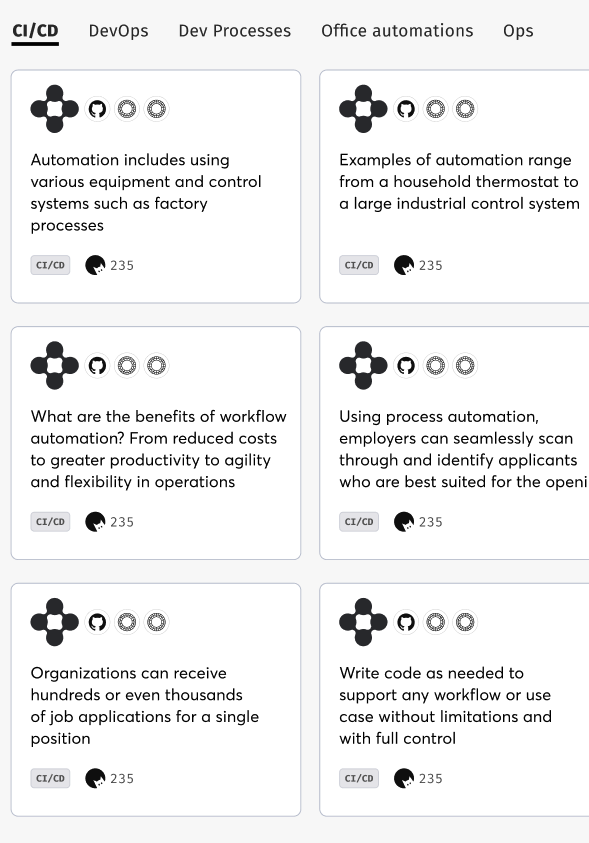 CI/CD DevOps Dev Processes Office automations Ops
Automation includes using
various equipment and control
systems such as factory
processes
CI/CD 235
Examples of automation range
from a household thermostat to
a large industrial control system
CI/CD 235
What are the benefits of workflow
automation? From reduced costs
to greater productivity to agility
and flexibility in operations
CI/CD 235
Using process automation,
employers can seamlessly scan
through and identify applicants
who are best suited for the openi
CI/CD 235
Organizations can receive
hundreds or even thousands
of job applications for a single
position
CI/CD 235
Write code as needed to
support any workflow or use
case without limitations and
with full control
CI/CD 235